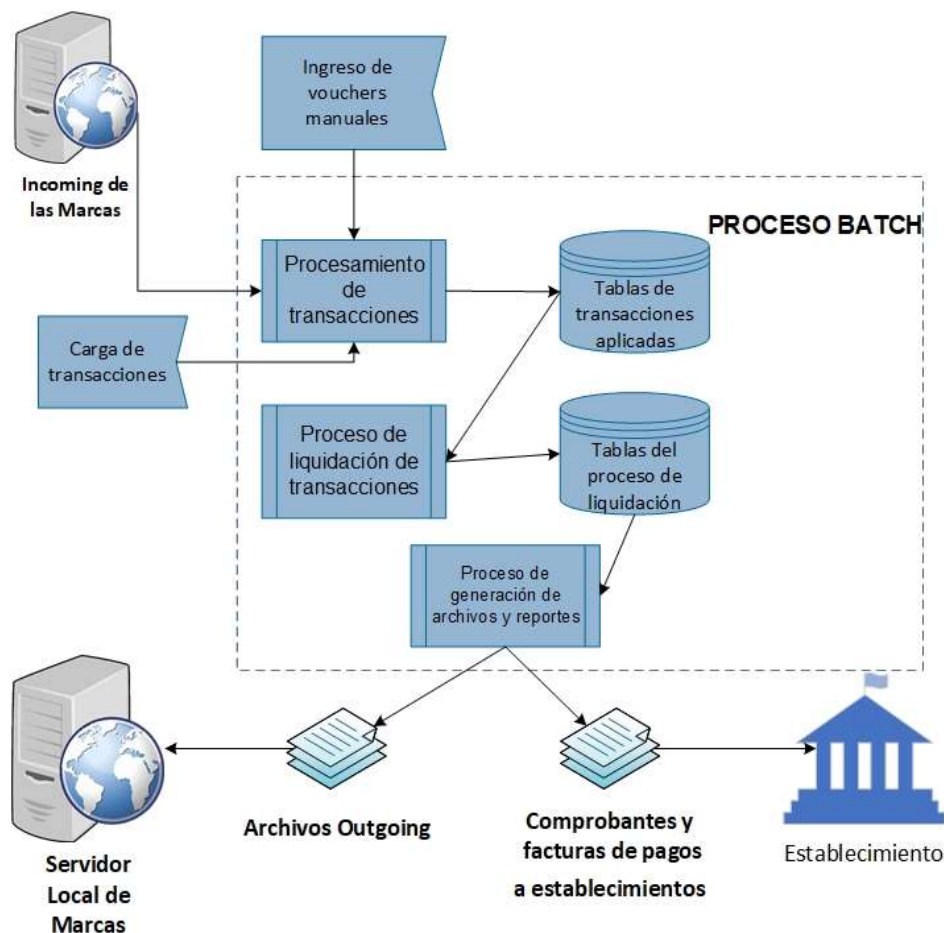 Ingreso de
vouchers
manuales
Incoming de
las Marcas
PROCESO BATCH
Procesamiento
de
transacciones
Tablas de
transacciones
aplicadas
Carga de
transacciones
Proceso de
liquidación de
transacciones
Tablas del
proceso de
liquidación
Proceso de
generación de
archivos y reportes
Archivos Outgoing
Comprobantes y
facturas de pagos
a establecimientos
Establecimiento
Servidor
Local de
Marcas